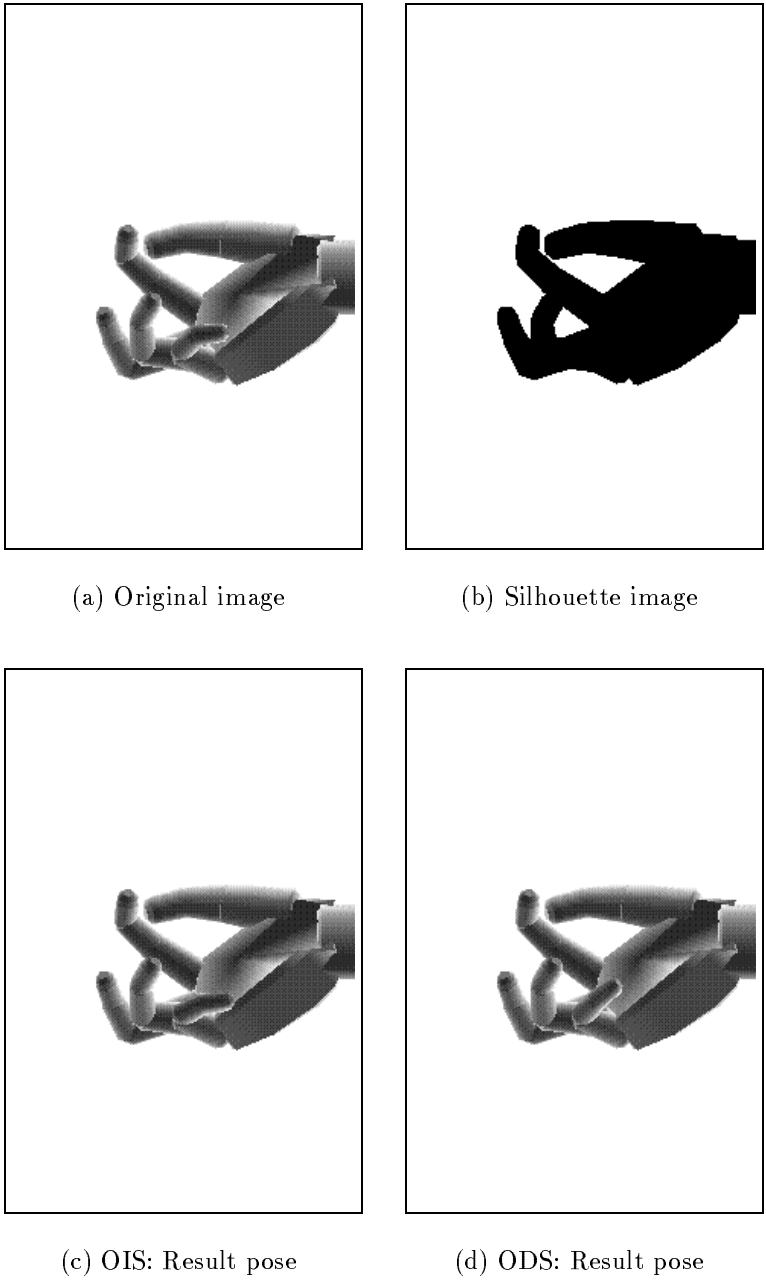 (a) Original image
(b) Silhouette image
(c) OIS: Result pose
(d) ODS: Result pose